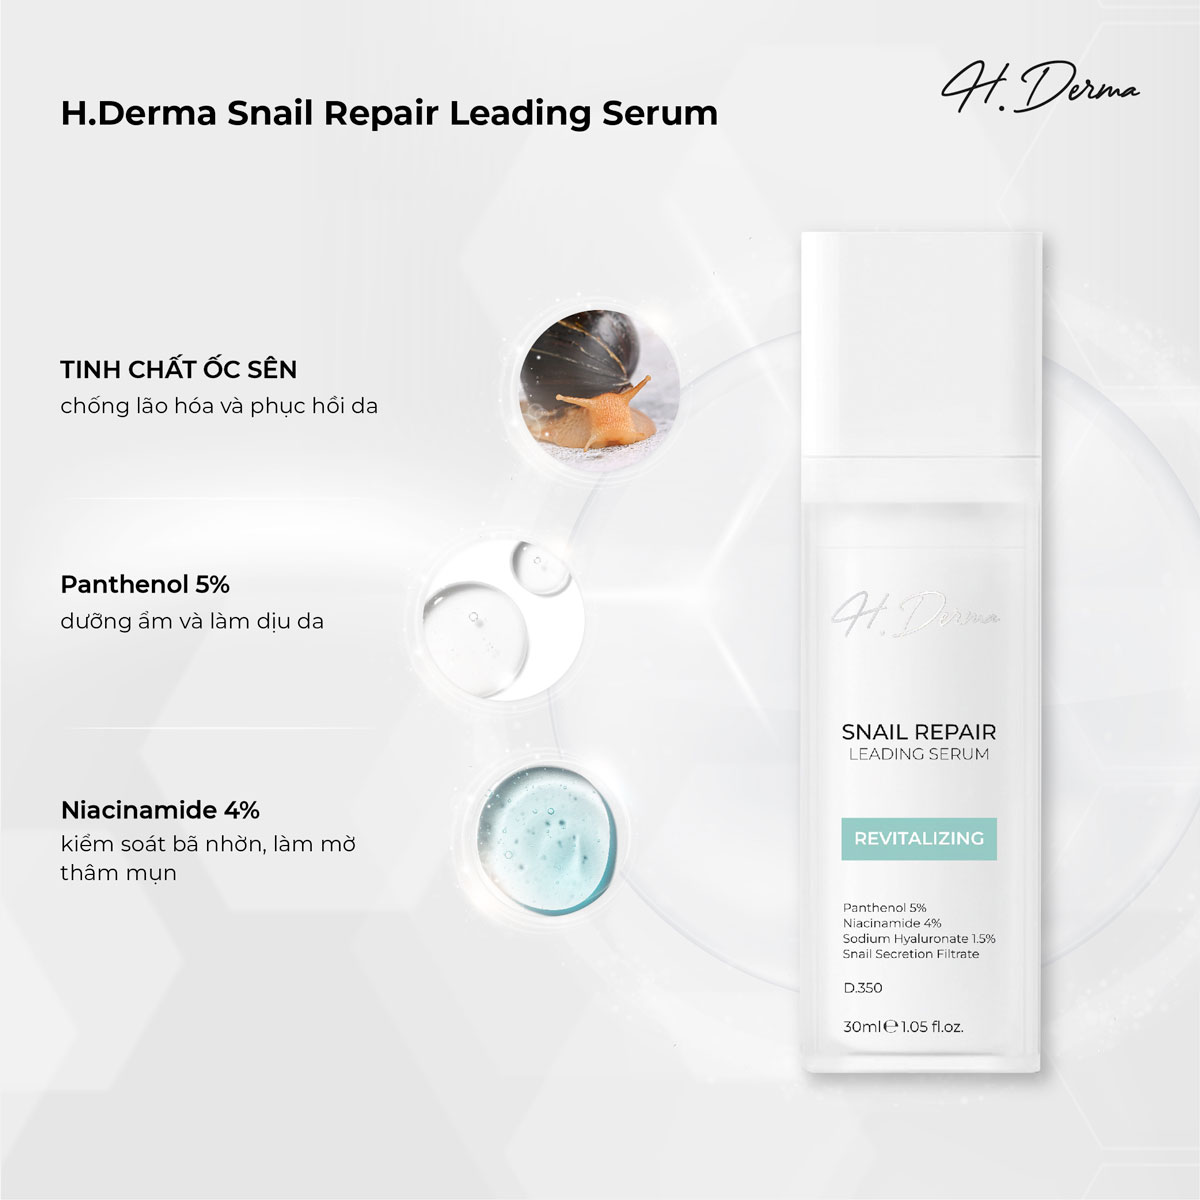 H.Derma
H.Derma Snail Repair Leading Serum
TINH CHẤT ỐC SÊN
chống lão hóa và phục hồi da
Panthenol 5%
dưỡng ẩm và làm dịu da
Niacinamide 4%
kiểm soát bã nhờn, làm mờ
thâm mụn
H.Derma
SNAIL REPAIR
LEADING SERUM
REVITALIZING
Panthenol 5%
Niacinamide 4%
Sodium Hyaluronate 1.5%
Snail Secretion Filtrate
D.350
30ml ℮ 1.05 fl.oz.